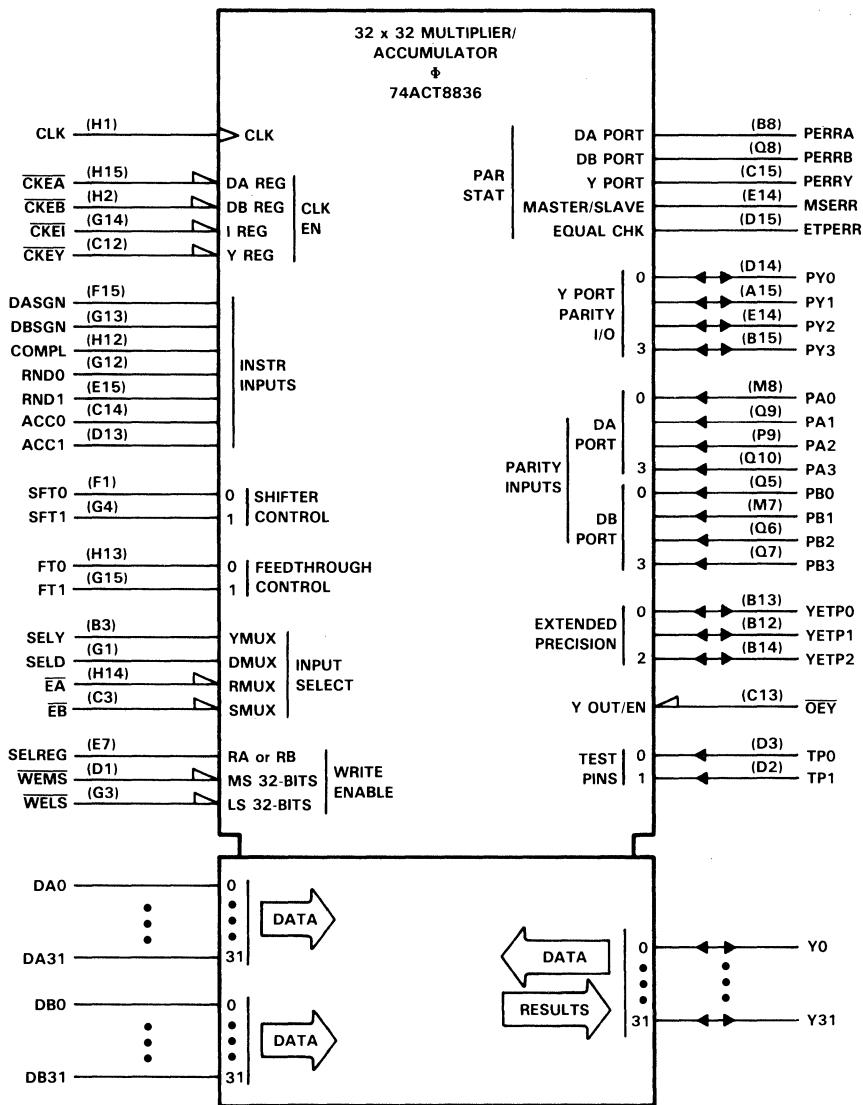 32 x 32 MULTIPLIER/
ACCUMULATOR
Φ
74ACT8836
CLK (H1) CLK
CKEA (H15) DA REG
CKEB (H2) DB REG
CKEI (G14) I REG
CKEY (C12) Y REG
CLK
EN
DASGN (F15)
DBSGN (G13)
COMPL (H12)
RND0 (G12)
RND1 (E15)
ACC0 (C14)
ACC1 (D13)
INSTR
INPUTS
SFT0 (F1) 0
SFT1 (G4) 1
SHIFTER
CONTROL
FT0 (H13) 0
FT1 (G15) 1
FEEDTHROUGH
CONTROL
SELY (B3) YMUX
SELD (G1) DMUX
EA (H14) RMUX
EB (C3) SMUX
INPUT
SELECT
SELREG (E7) RA or RB
WEMS (D1) MS 32-BITS
WELS (G3) LS 32-BITS
WRITE
ENABLE
PAR
STAT
DA PORT (B8) PERRA
DB PORT (Q8) PERRB
Y PORT (C15) PERRY
MASTER/SLAVE (E14) MSERR
EQUAL CHK (D15) ETPERR
Y PORT
PARITY
I/O
0 (D14) PY0
(A15) PY1
(E14) PY2
3 (B15) PY3
PARITY
INPUTS
DA
PORT
0 (M8) PA0
(Q9) PA1
(P9) PA2
3 (Q10) PA3
DB
PORT
0 (Q5) PB0
(M7) PB1
(Q6) PB2
3 (Q7) PB3
EXTENDED
PRECISION
0 (B13) YETP0
(B12) YETP1
2 (B14) YETP2
Y OUT/EN (C13) OEY
TEST
PINS
0 (D3) TP0
1 (D2) TP1
DA0 0
DATA
DA31 31
DB0 0
DATA
DB31 31
DATA
RESULTS
0 Y0
31 Y31